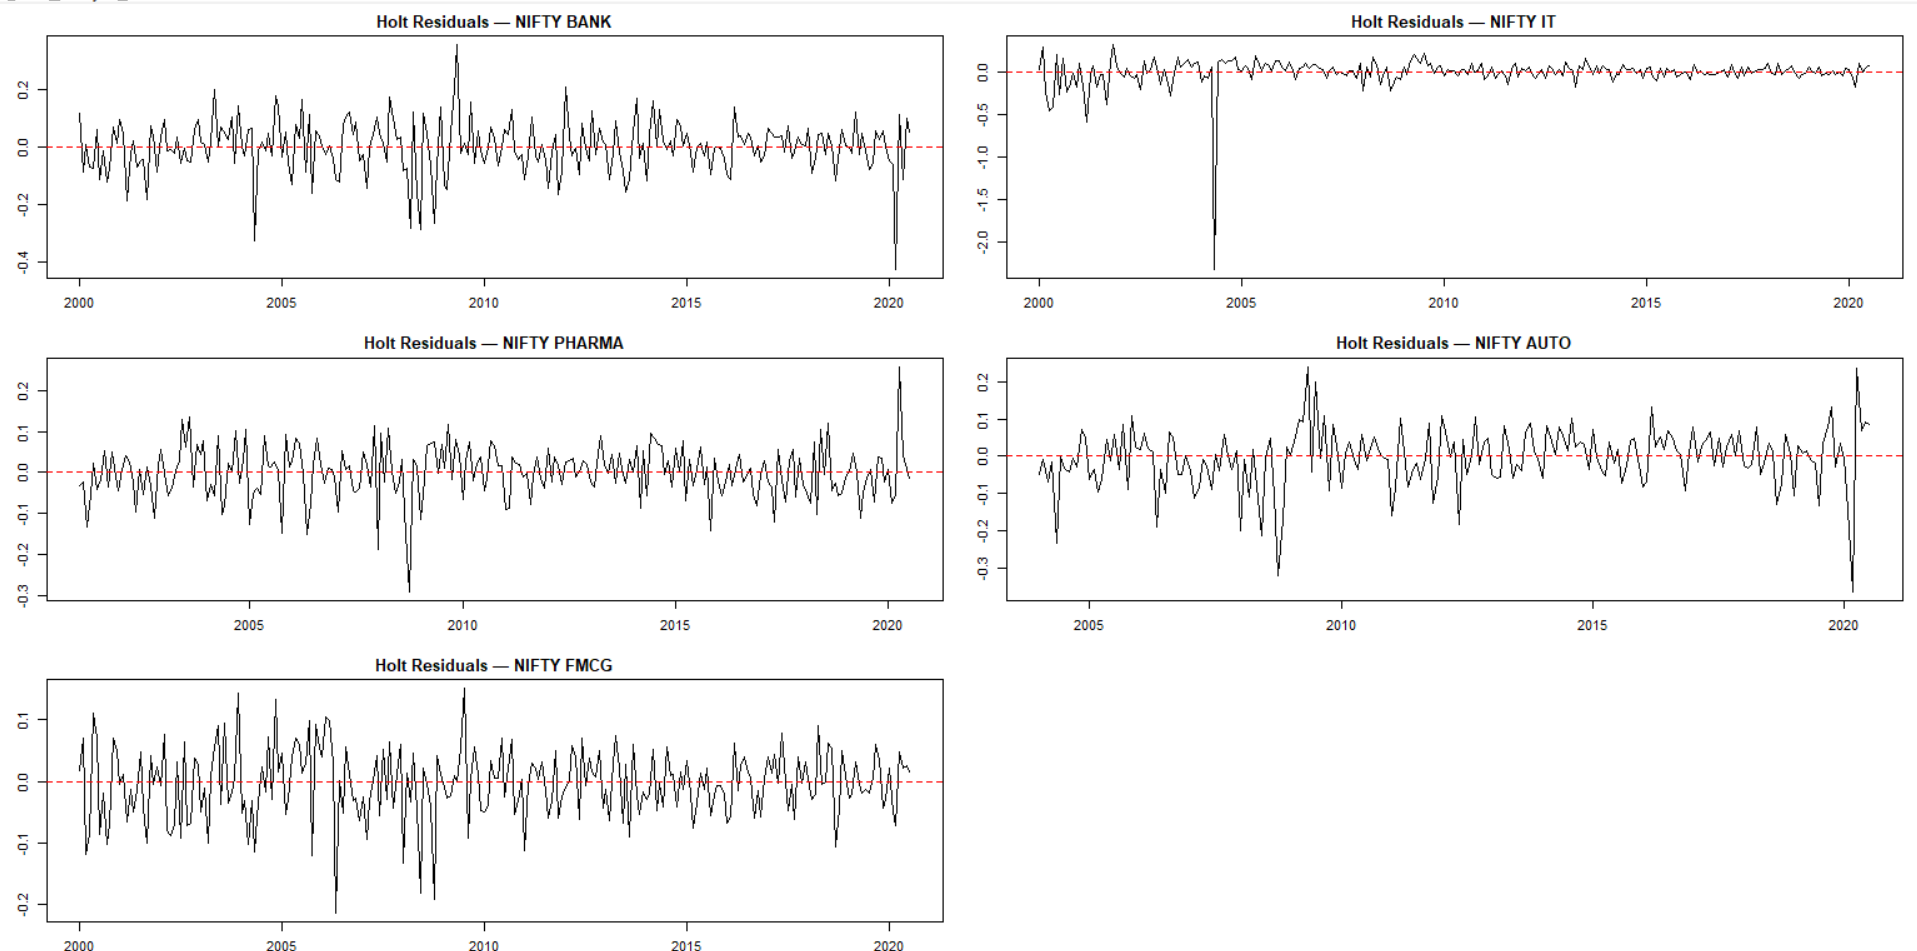 Holt Residuals — NIFTY BANK
0.2
0.0
-0.2
-0.4
2000 2005 2010 2015 2020
Holt Residuals — NIFTY IT
0.0
-0.5
-1.0
-1.5
-2.0
2000 2005 2010 2015 2020
Holt Residuals — NIFTY PHARMA
0.2
0.1
0.0
-0.1
-0.2
-0.3
2005 2010 2015 2020
Holt Residuals — NIFTY AUTO
0.2
0.1
0.0
-0.1
-0.2
-0.3
2005 2010 2015 2020
Holt Residuals — NIFTY FMCG
0.1
0.0
-0.1
-0.2
2000 2005 2010 2015 2020